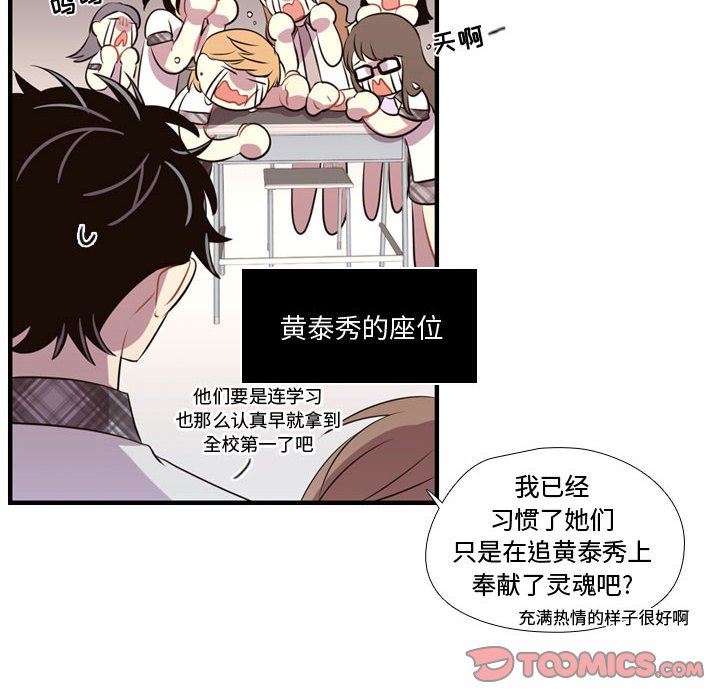 呜呜
天啊
黄泰秀的座位
他们要是连学习
也那么认真早就拿到
全校第一了吧
我已经
习惯了她们
只是在追黄泰秀上
奉献了灵魂吧?
充满热情的样子很好啊
TOOMICS.COM